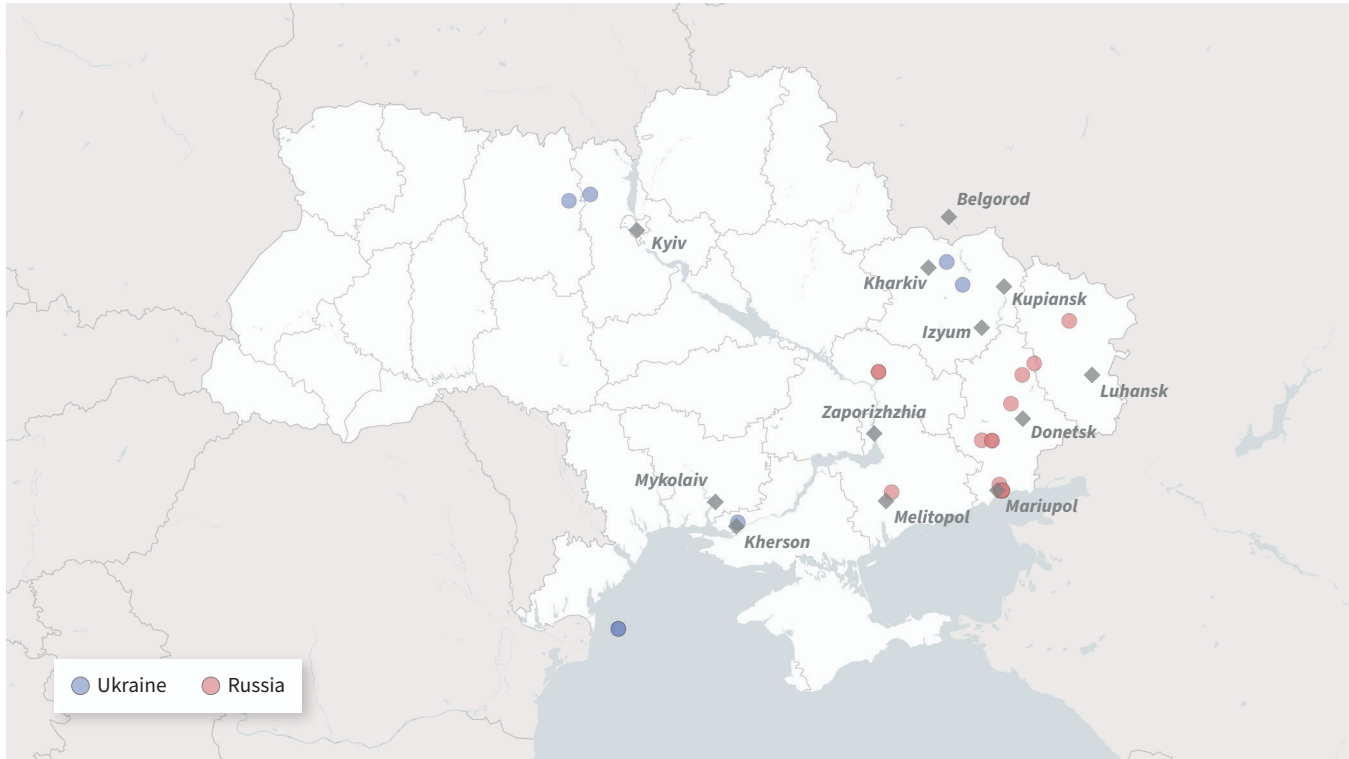 Belgorod
Kyiv
Kharkiv
Kupiansk
Izyum
Luhansk
Zaporizhzhia
Donetsk
Mykolaiv
Melitopol
Mariupol
Kherson
Ukraine
Russia